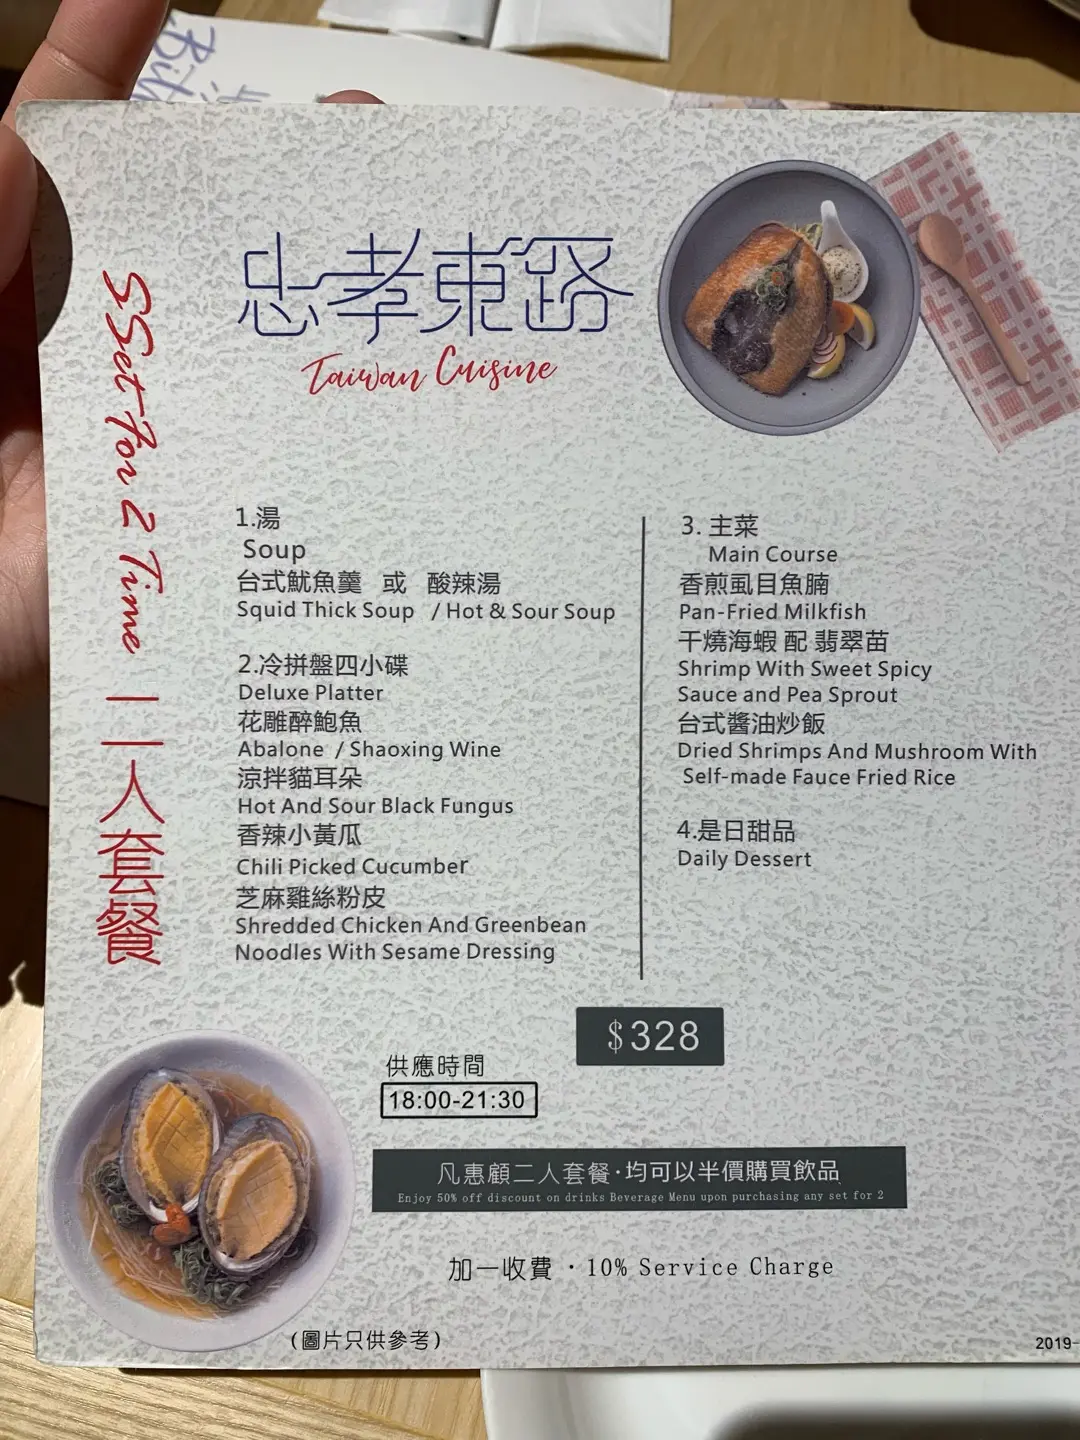 忠孝東路
Taiwan Cuisine
SSet for 2 Time | 二人套餐
1.湯
Soup
台式魷魚羹 或 酸辣湯
Squid Thick Soup / Hot & Sour Soup
2.冷拼盤四小碟
Deluxe Platter
花雕醉鮑魚
Abalone / Shaoxing Wine
涼拌貓耳朵
Hot And Sour Black Fungus
香辣小黃瓜
Chili Picked Cucumber
芝麻雞絲粉皮
Shredded Chicken And Greenbean
Noodles With Sesame Dressing
3. 主菜
Main Course
香煎虱目魚腩
Pan-Fried Milkfish
干燒海蝦 配 翡翠苗
Shrimp With Sweet Spicy
Sauce and Pea Sprout
台式醬油炒飯
Dried Shrimps And Mushroom With
Self-made Fauce Fried Rice
4.是日甜品
Daily Dessert
$328
供應時間
18:00-21:30
凡惠顧二人套餐·均可以半價購買飲品
Enjoy 50% off discount on drinks Beverage Menu upon purchasing any set for 2
加一收費 · 10% Service Charge
(圖片只供參考)
2019-